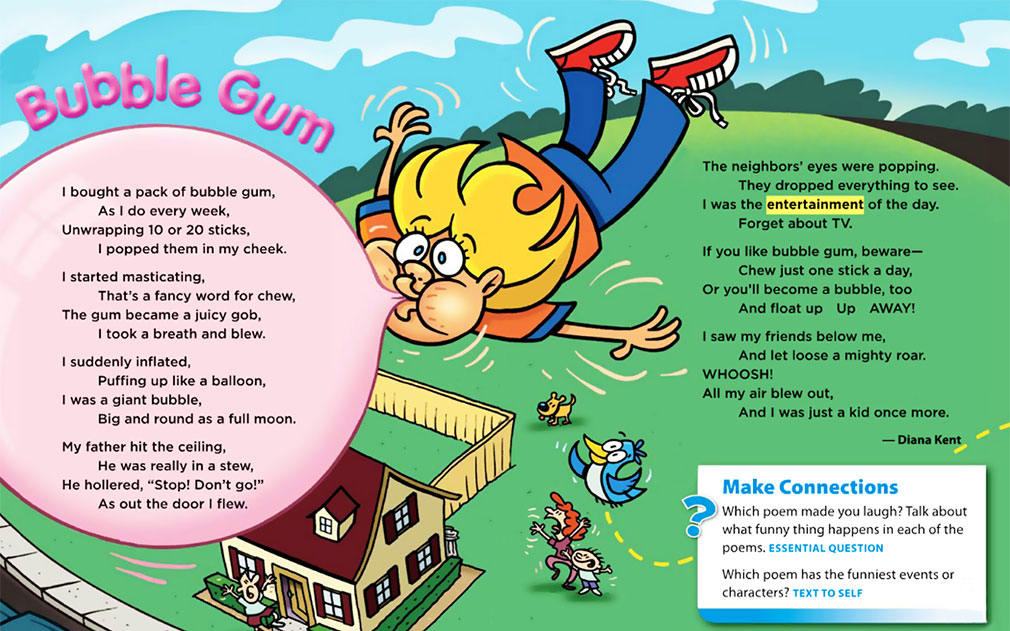 Bubble Gum
I bought a pack of bubble gum,
As I do every week,
Unwrapping 10 or 20 sticks,
I popped them in my cheek.
I started masticating,
That's a fancy word for chew,
The gum became a juicy gob,
I took a breath and blew.
I suddenly inflated,
Puffing up like a balloon,
I was a giant bubble,
Big and round as a full moon.
My father hit the ceiling,
He was really in a stew,
He hollered, “Stop! Don't go!”
As out the door I flew.
The neighbors' eyes were popping.
They dropped everything to see.
I was the entertainment of the day.
Forget about TV.
If you like bubble gum, beware—
Chew just one stick a day,
Or you'll become a bubble, too
And float up   Up   AWAY!
I saw my friends below me,
And let loose a mighty roar.
WHOOSH!
All my air blew out,
And I was just a kid once more.
— Diana Kent
?
Make Connections
Which poem made you laugh? Talk about
what funny thing happens in each of the
poems. ESSENTIAL QUESTION
Which poem has the funniest events or
characters? TEXT TO SELF